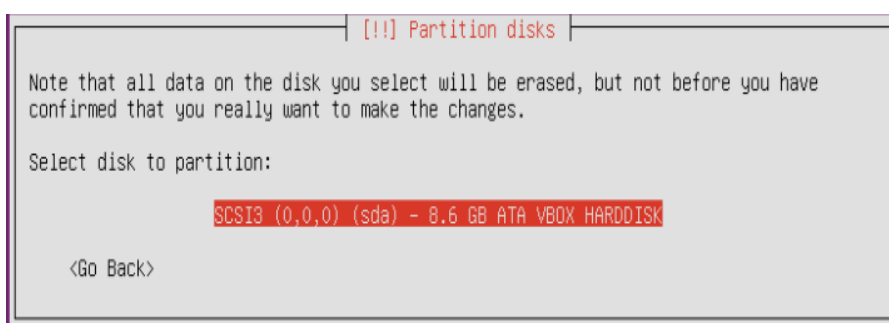 [!!] Partition disks
Note that all data on the disk you select will be erased, but not before you have
confirmed that you really want to make the changes.
Select disk to partition:
SCSI3 (0,0,0) (sda) - 8.6 GB ATA VBOX HARDDISK
<Go Back>